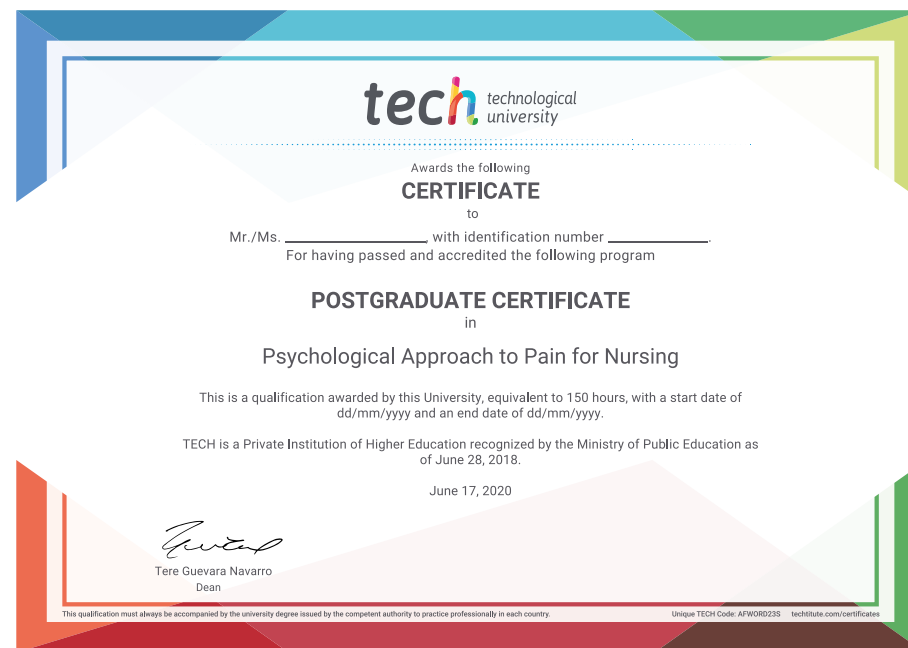 tech technological
university
Awards the following
CERTIFICATE
to
Mr./Ms. ____________, with identification number ____________.
For having passed and accredited the following program
POSTGRADUATE CERTIFICATE
in
Psychological Approach to Pain for Nursing
This is a qualification awarded by this University, equivalent to 150 hours, with a start date of
dd/mm/yyyy and an end date of dd/mm/yyyy.
TECH is a Private Institution of Higher Education recognized by the Ministry of Public Education as
of June 28, 2018.
June 17, 2020
Tere Guevara Navarro
Dean
This qualification must always be accompanied by the university degree issued by the competent authority to practice professionally in each country. Unique TECH Code: AFWORD23S techtitute.com/certificates